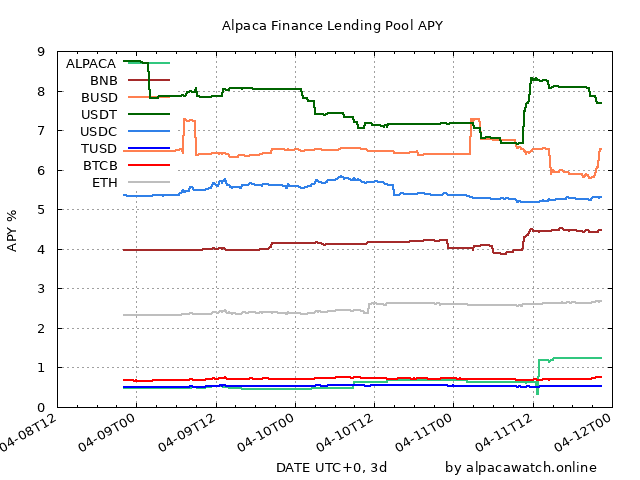 Alpaca Finance Lending Pool APY
9
8
7
6
5
4
3
2
1
0
APY %
ALPACA
BNB
BUSD
USDT
USDC
TUSD
BTCB
ETH
04-08T12
04-09T00
04-09T12
04-10T00
04-10T12
04-11T00
04-11T12
04-12T00
DATE UTC+0, 3d
by alpacawatch.online